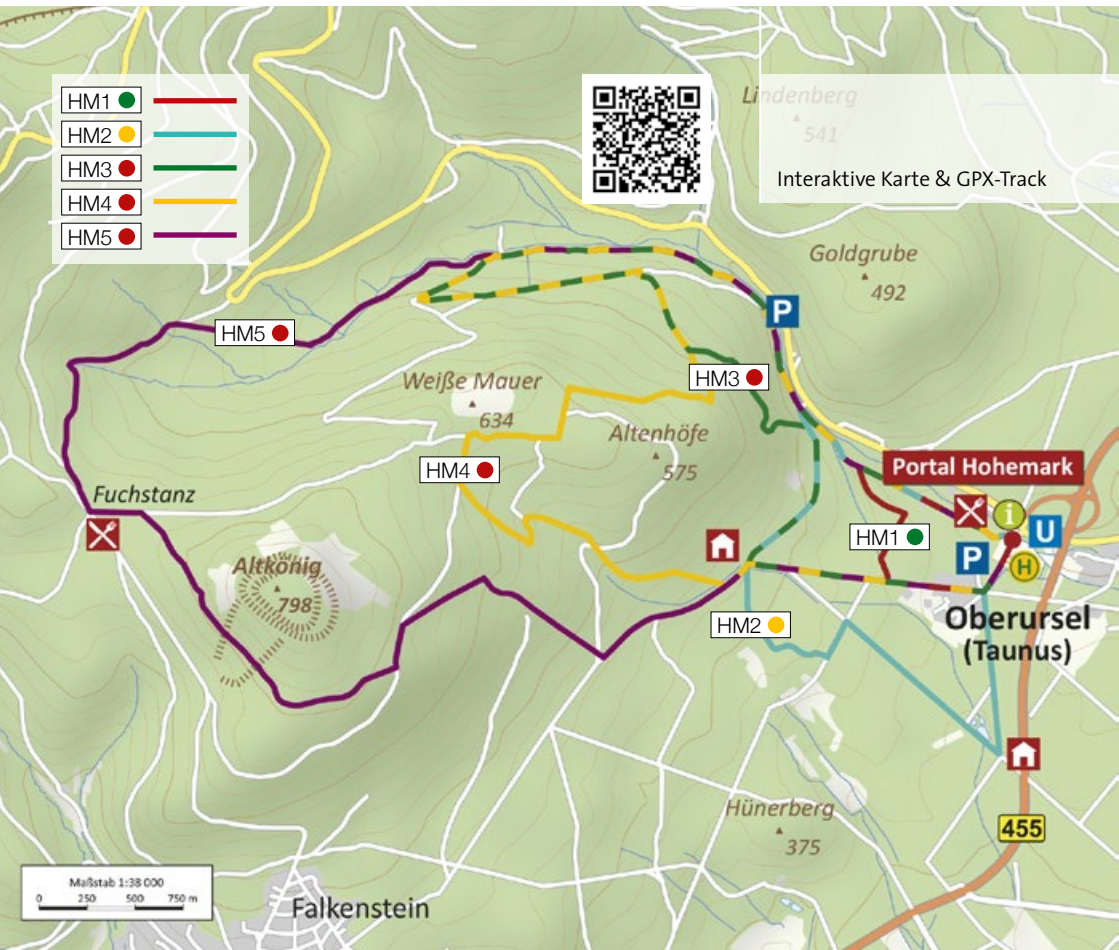 HM1
HM2
HM3
HM4
HM5
Lindenberg
541
Interaktive Karte & GPX-Track
Goldgrube
492
P
HM5
HM3
Weiße Mauer
634
Altenhöfe
575
HM4
Portal Hohemark
Fuchstanz
i
U
HM1
P
H
Altkönig
798
HM2
Oberursel
(Taunus)
Hünerberg
375
455
Maßstab 1:38 000
0 250 500 750 m
Falkenstein